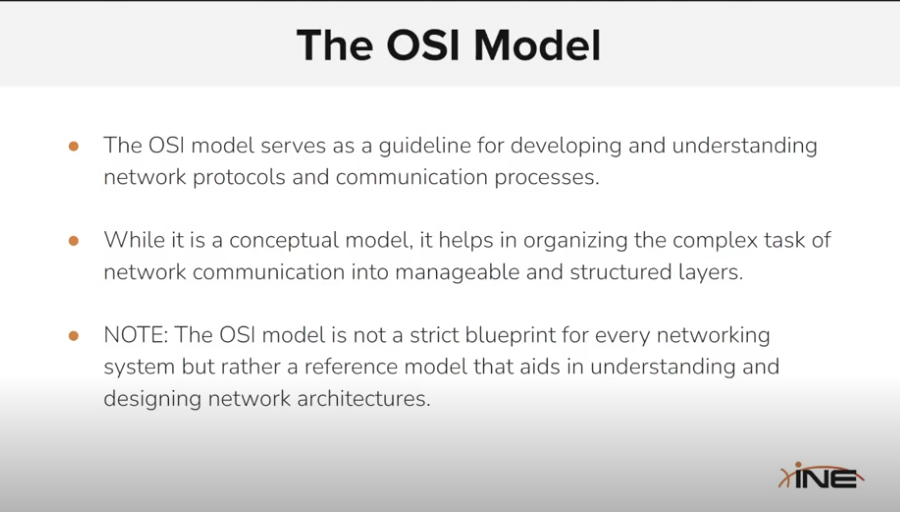 The OSI Model
● The OSI model serves as a guideline for developing and understanding
network protocols and communication processes.
● While it is a conceptual model, it helps in organizing the complex task of
network communication into manageable and structured layers.
● NOTE: The OSI model is not a strict blueprint for every networking
system but rather a reference model that aids in understanding and
designing network architectures.
iNE